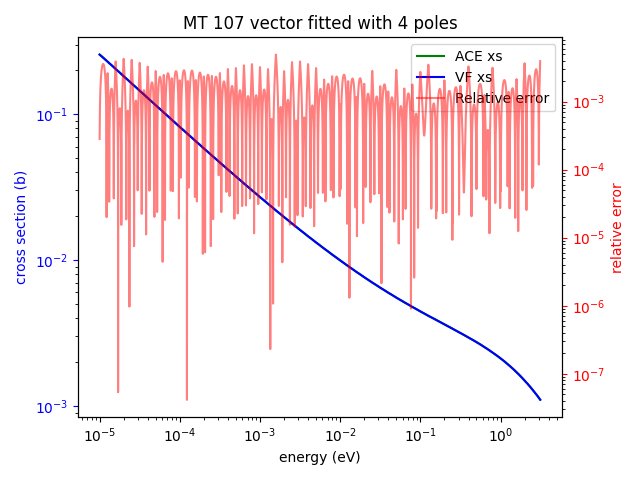 MT 107 vector fitted with 4 poles
ACE xs
VF xs
Relative error
cross section (b)
10⁻¹
10⁻²
10⁻³
relative error
10⁻³
10⁻⁴
10⁻⁵
10⁻⁶
10⁻⁷
10⁻⁵ 10⁻⁴ 10⁻³ 10⁻² 10⁻¹ 10⁰
energy (eV)